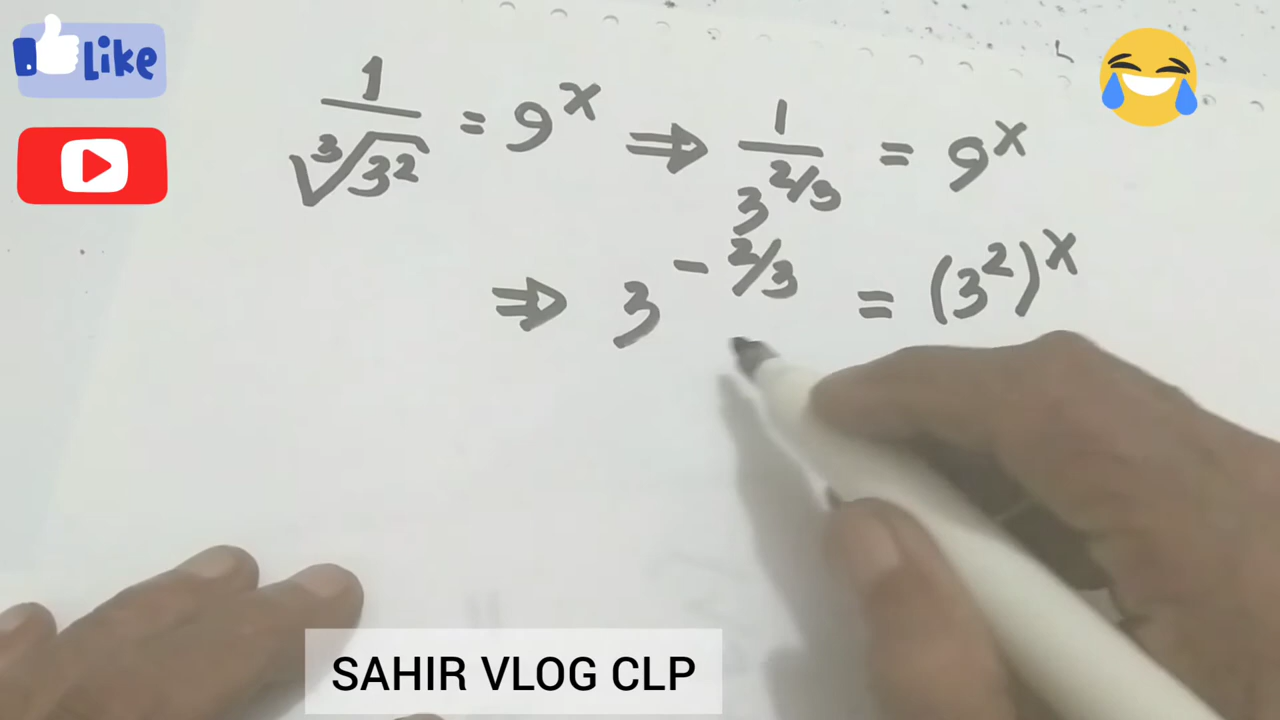 Like
1/∛3² = 9^x ⇒ 1/3^(2/3) = 9^x
⇒ 3^(-2/3) = (3²)^x
SAHIR VLOG CLP